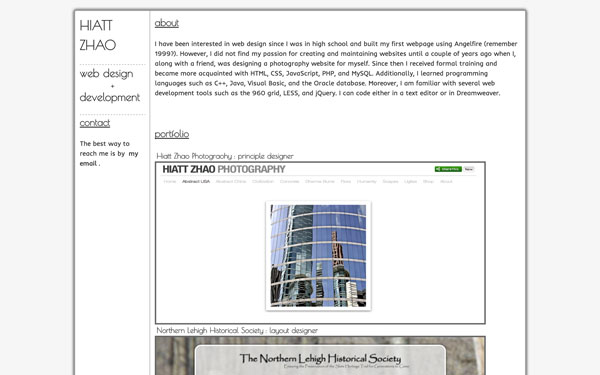 HIATT
ZHAO
web design
+
development
contact
The best way to
reach me is by my
email .
about
I have been interested in web design since I was in high school and built my first webpage using Angelfire (remember
1999?). However, I did not find my passion for creating and maintaining websites until a couple of years ago when I,
along with a friend, was designing a photography website for myself. Since then I received formal training and
became more acquainted with HTML, CSS, JavaScript, PHP, and MySQL. Additionally, I learned programming
languages such as C++, Java, Visual Basic, and the Oracle database. Moreover, I am familiar with several web
development tools such as the 960 grid, LESS, and jQuery. I can code either in a text editor or in Dreamweaver.
portfolio
Hiatt Zhao Photography : principle designer
HIATT ZHAO PHOTOGRAPHY
Home Abstract USA Abstract China Civilization Concrete Humanity Scapes Lights Shop About
Northern Lehigh Historical Society : layout designer
The Northern Lehigh Historical Society